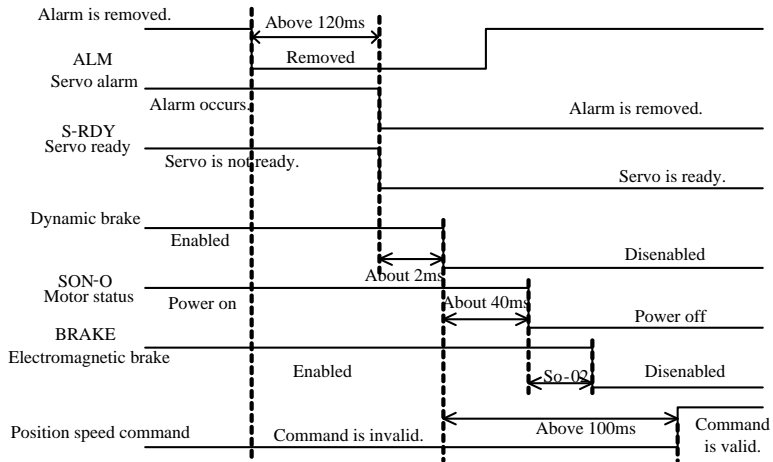 Alarm is removed.
Above 120ms
ALM
Servo alarm
Removed
Alarm occurs.
Alarm is removed.
S-RDY
Servo ready
Servo is not ready.
Servo is ready.
Dynamic brake
Enabled
Disenabled
About 2ms
SON-O
Motor status
Power on
About 40ms
Power off
BRAKE
Electromagnetic brake
Enabled
So-02
Disenabled
Position speed command
Command is invalid.
Above 100ms
Command
is valid.